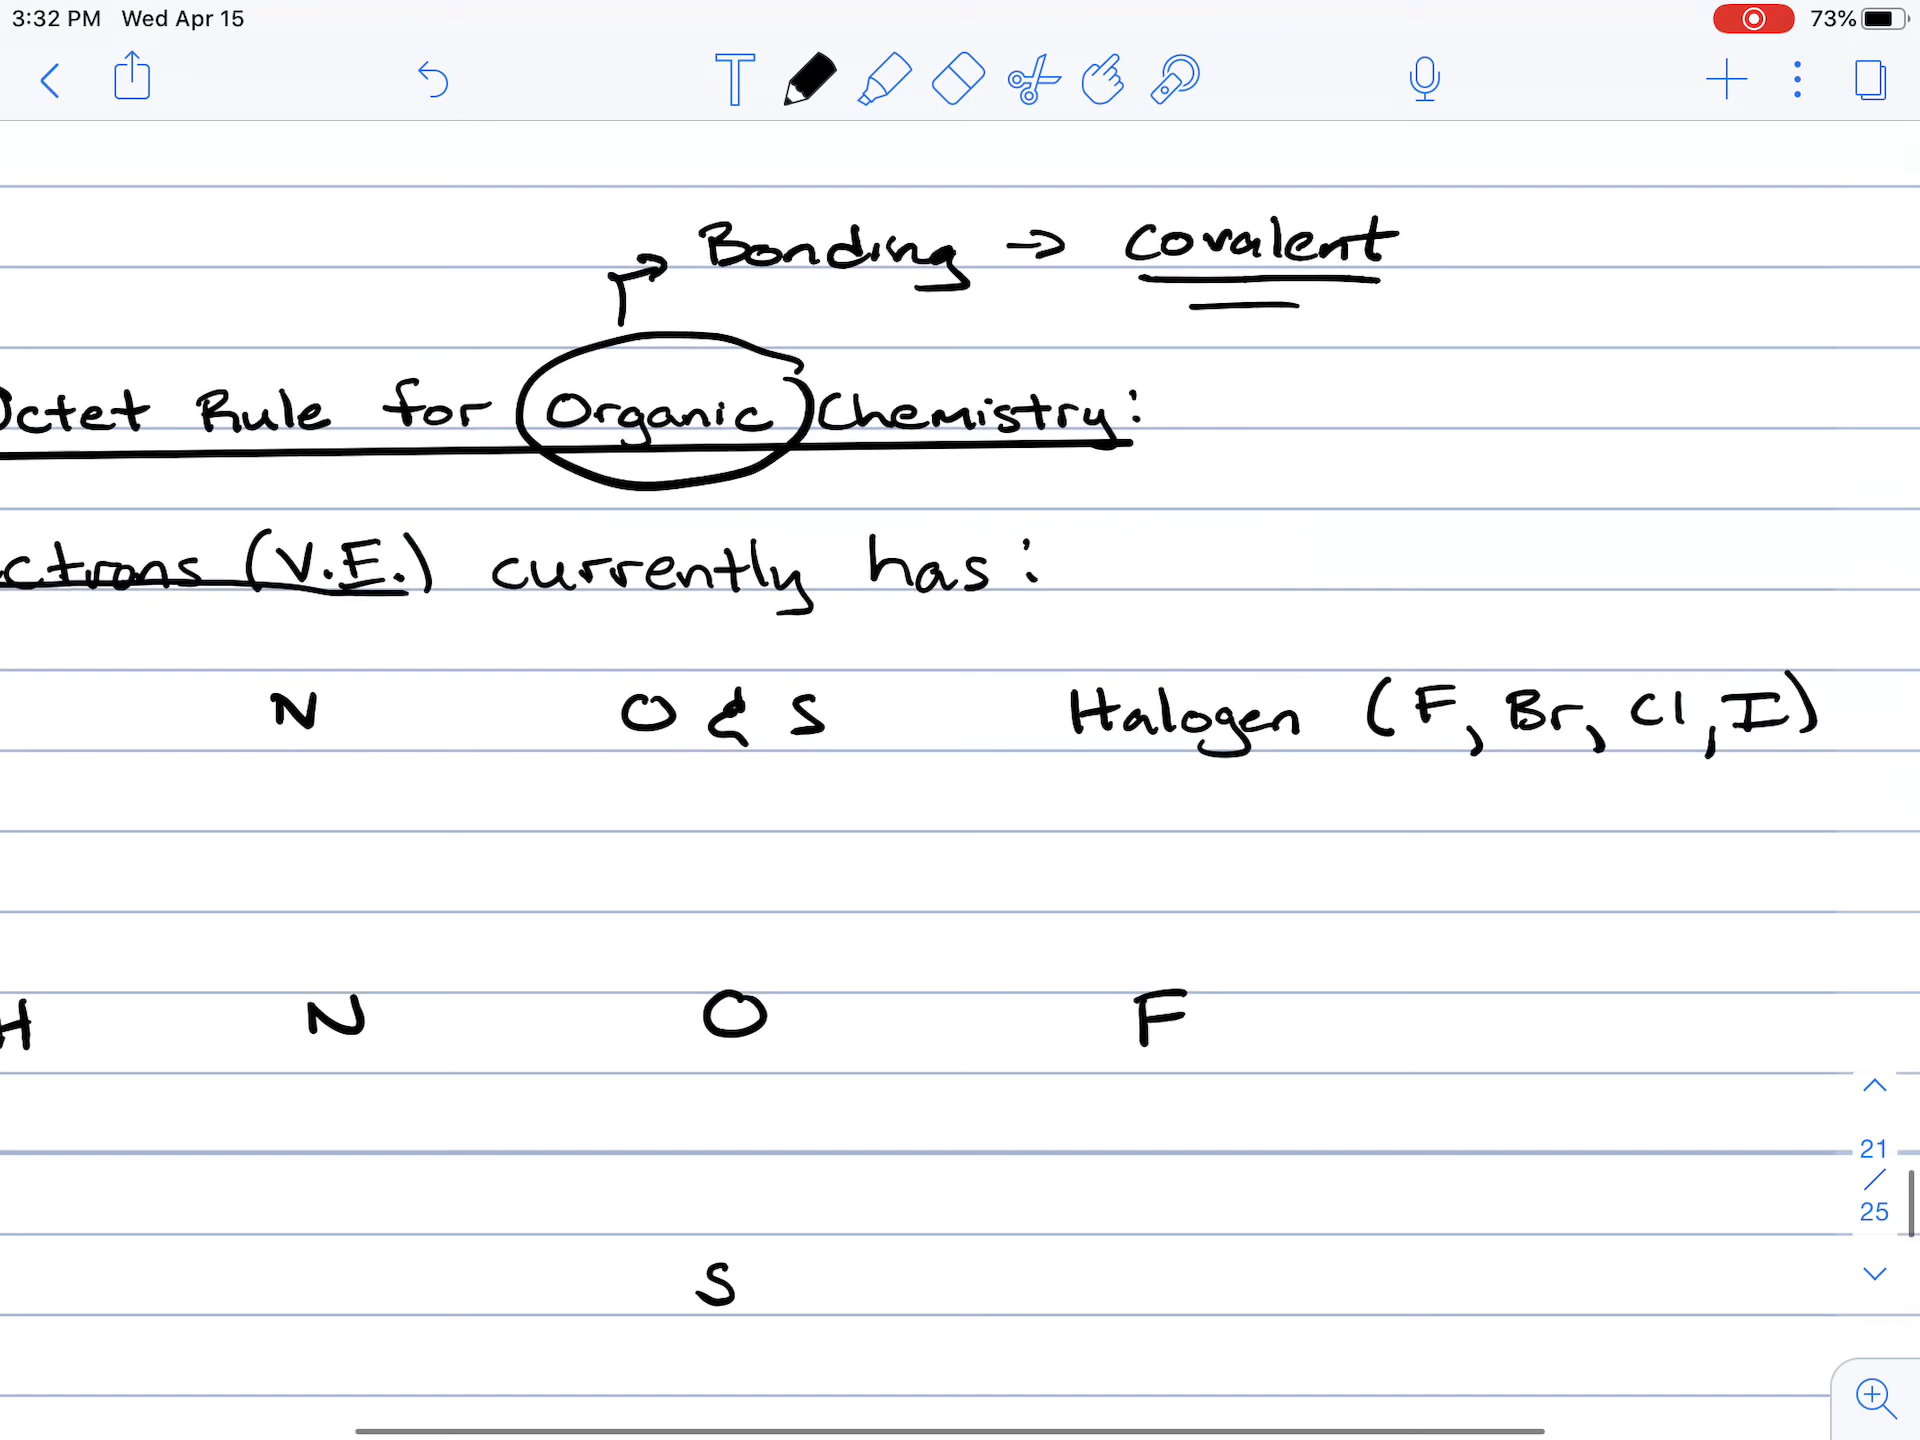 3:32 PM Wed Apr 15 73%
T
Bonding → covalent
Octet Rule for Organic Chemistry:
ctrons (V.E.) currently has:
N O & S Halogen (F, Br, Cl, I)
H N O F
21
/
25
S